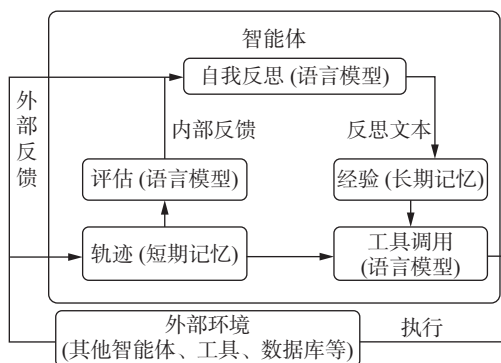 智能体
自我反思 (语言模型)
外部反馈
内部反馈
反思文本
评估 (语言模型)
经验 (长期记忆)
轨迹 (短期记忆)
工具调用
(语言模型)
外部环境
(其他智能体、工具、数据库等)
执行